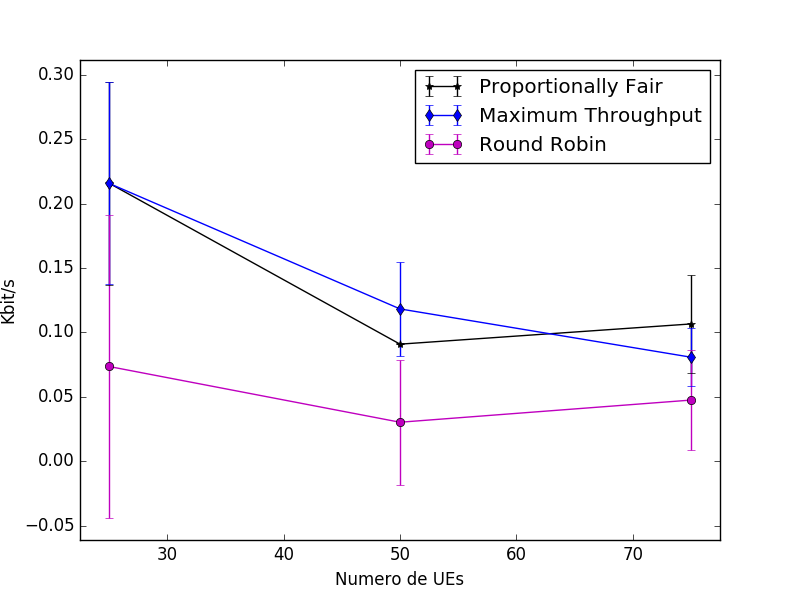 0.30
0.25
0.20
0.15
0.10
0.05
0.00
−0.05
Kbit/s
Proportionally Fair
Maximum Throughput
Round Robin
30 40 50 60 70
Numero de UEs